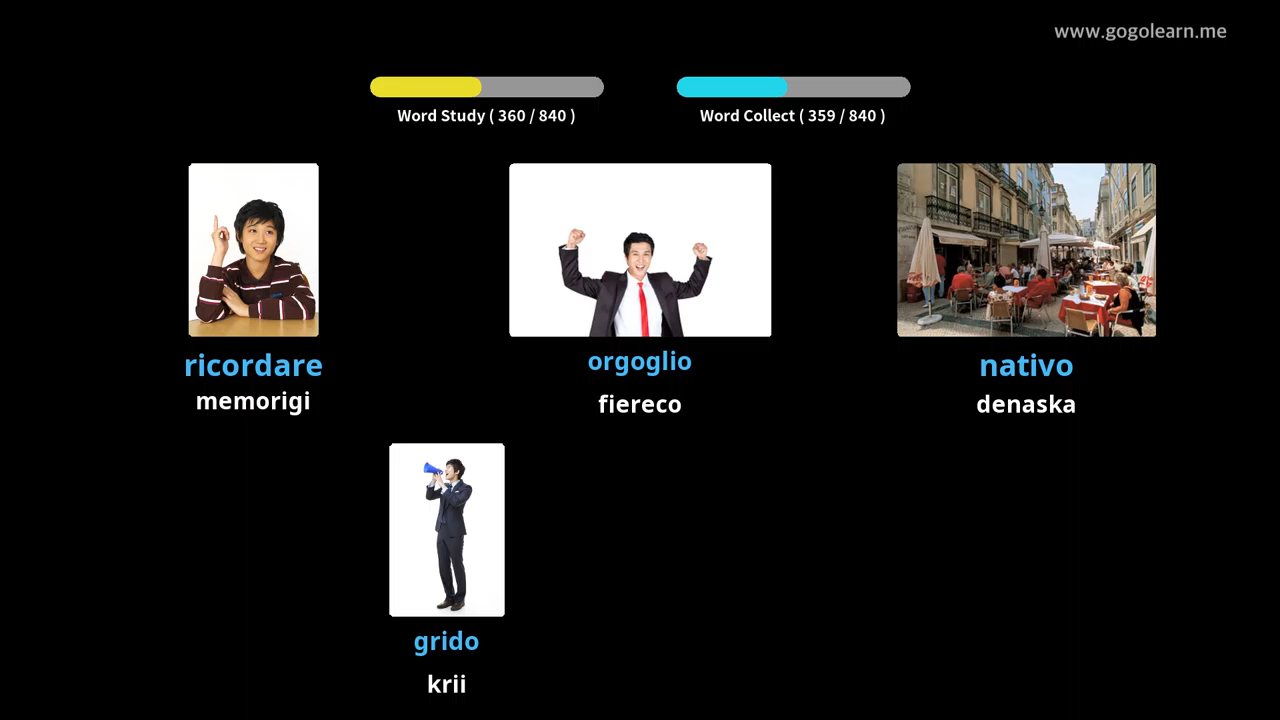 www.gogolearn.me
Word Study ( 360 / 840 )
Word Collect ( 359 / 840 )
ricordare
memorigi
orgoglio
fiereco
nativo
denaska
grido
krii